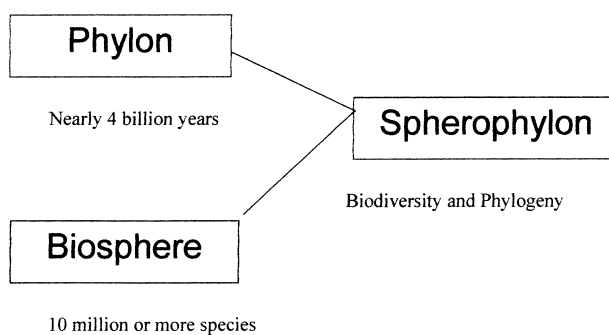 Phylon
Nearly 4 billion years
Spherophylon
Biodiversity and Phylogeny
Biosphere
10 million or more species